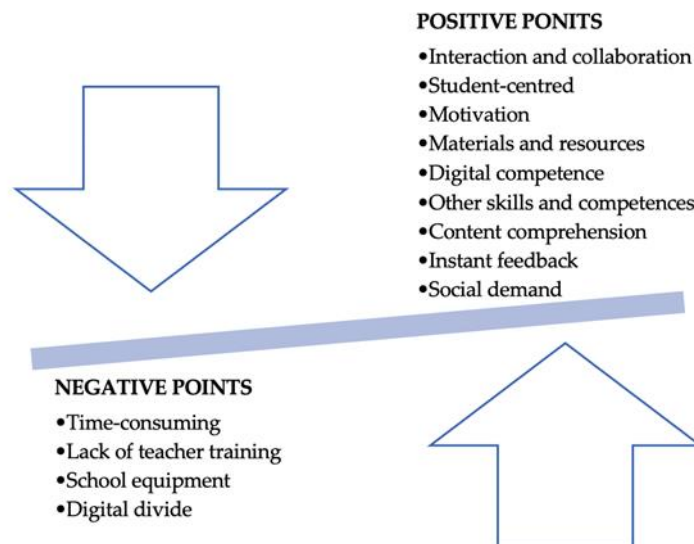 POSITIVE PONITS
•Interaction and collaboration
•Student-centred
•Motivation
•Materials and resources
•Digital competence
•Other skills and competences
•Content comprehension
•Instant feedback
•Social demand
NEGATIVE POINTS
•Time-consuming
•Lack of teacher training
•School equipment
•Digital divide